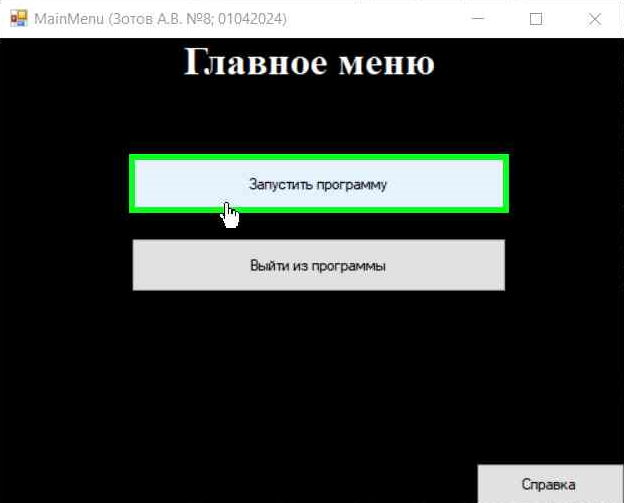 MainMenu (Зотов А.В. №8; 01042024)
Главное меню
Запустить программу
Выйти из программы
Справка